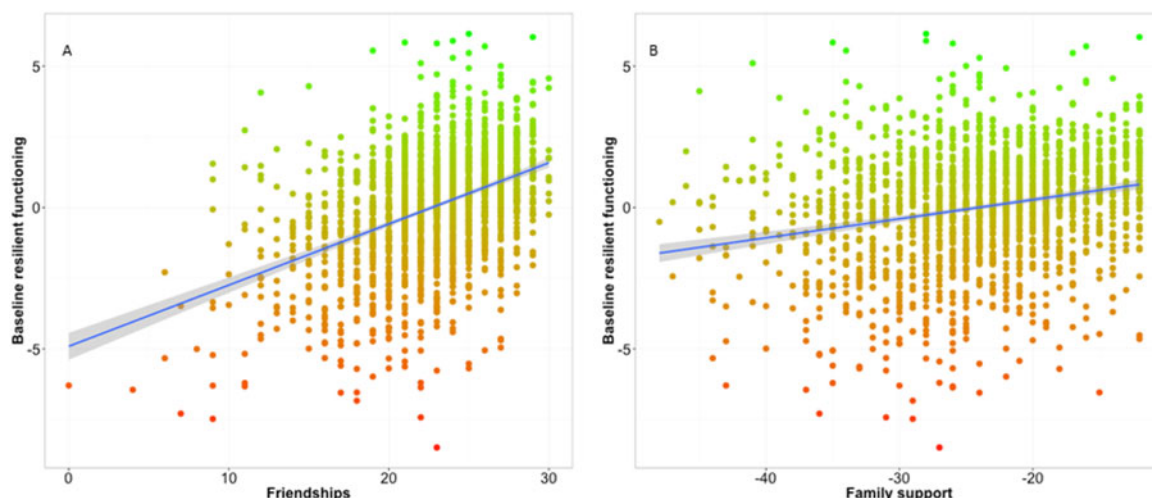 A
Baseline resilient functioning
5
0
-5
0
10
20
30
Friendships
B
Baseline resilient functioning
5
0
-5
-40
-30
-20
Family support